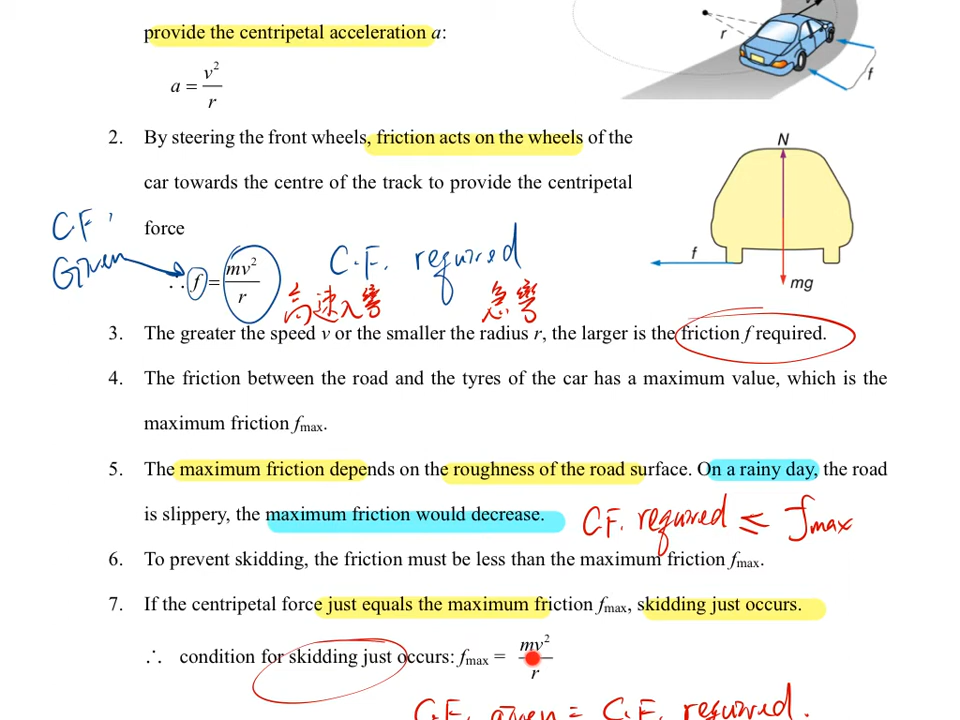 provide the centripetal acceleration a:
a = v²/r
r
f
2. By steering the front wheels, friction acts on the wheels of the
car towards the centre of the track to provide the centripetal
force
N
f
mg
CF
Given
∴ f = mv²/r
C.F. required
高速入彎
急彎
3. The greater the speed v or the smaller the radius r, the larger is the friction f required.
4. The friction between the road and the tyres of the car has a maximum value, which is the
maximum friction fmax.
5. The maximum friction depends on the roughness of the road surface. On a rainy day, the road
is slippery, the maximum friction would decrease.
CF. required ≤ fmax
6. To prevent skidding, the friction must be less than the maximum friction fmax.
7. If the centripetal force just equals the maximum friction fmax, skidding just occurs.
∴ condition for skidding just occurs: fmax = mv²/r
C.F. given = C.F. required.